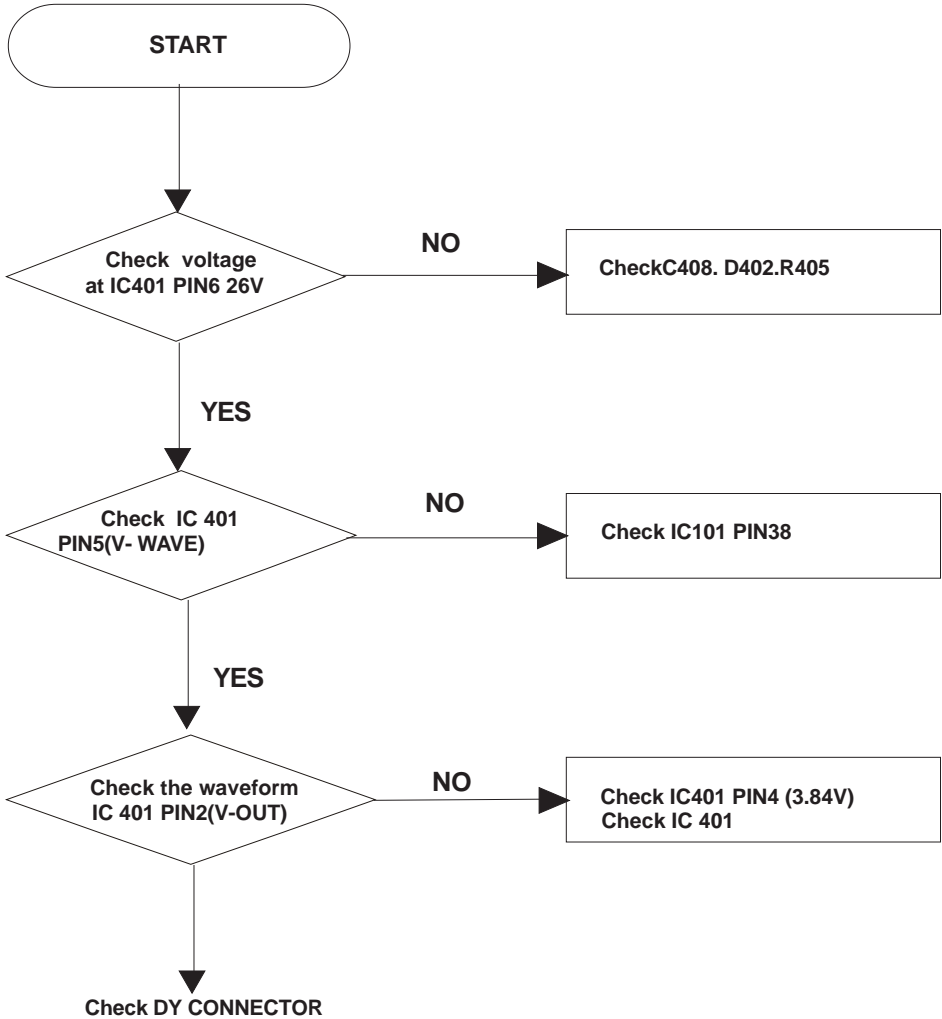 START
Check voltage
at IC401 PIN6 26V
NO
CheckC408. D402.R405
YES
Check IC 401
PIN5(V- WAVE)
NO
Check IC101 PIN38
YES
Check the waveform
IC 401 PIN2(V-OUT)
NO
Check IC401 PIN4 (3.84V)
Check IC 401
Check DY CONNECTOR